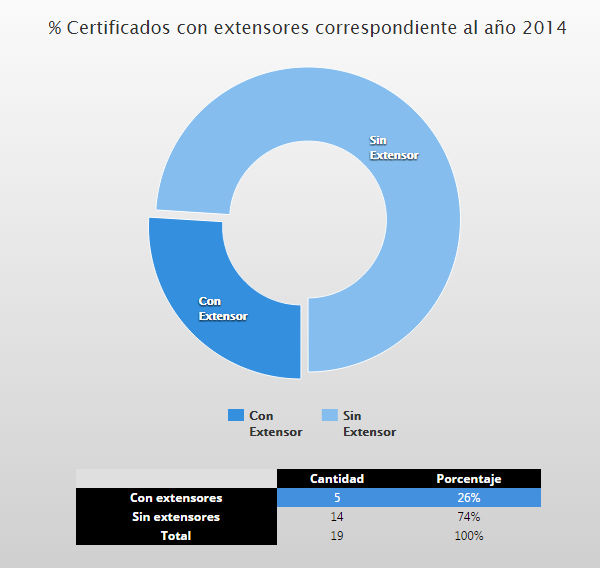 % Certificados con extensores correspondiente al año 2014
Sin
Extensor
Con
Extensor
Con
Extensor
Sin
Extensor
Cantidad Porcentaje
Con extensores 5 26%
Sin extensores 14 74%
Total 19 100%